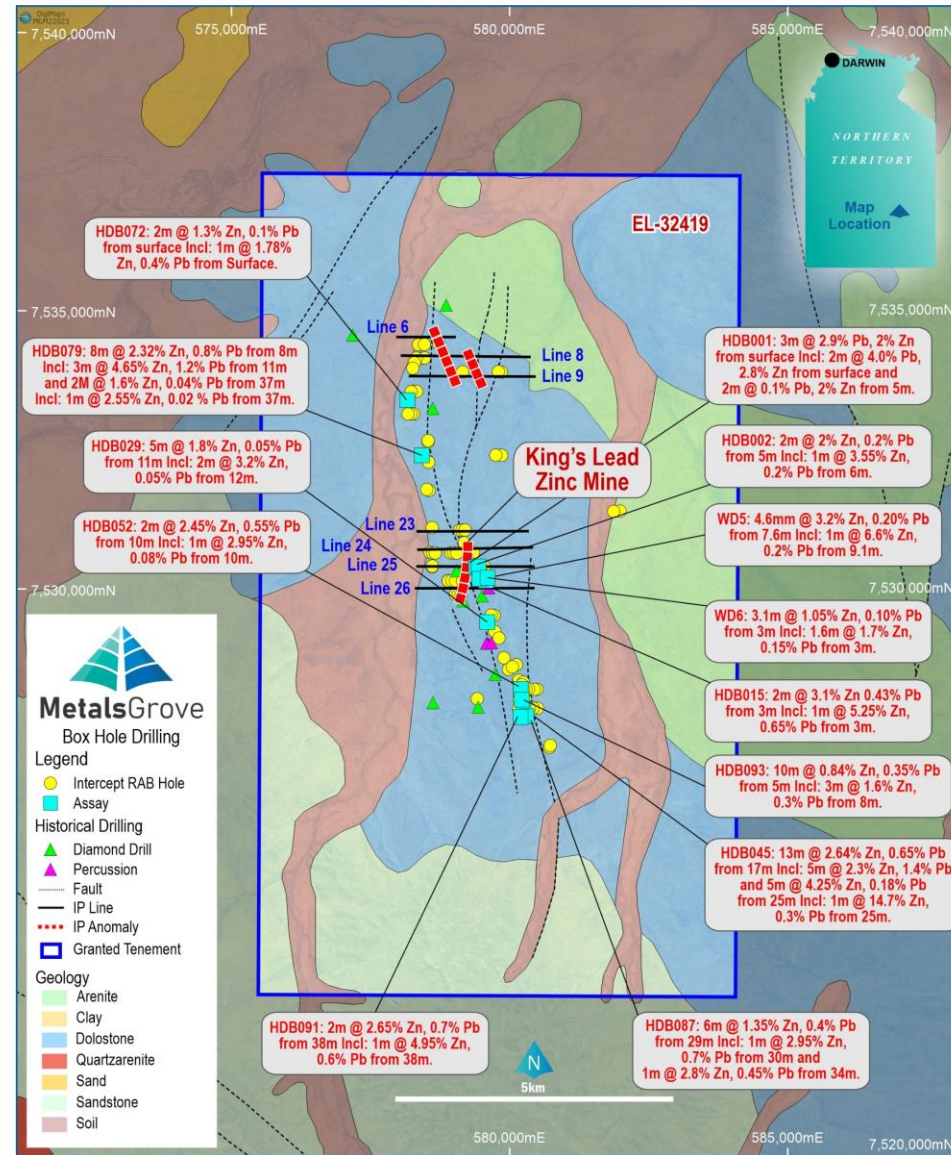 DigiMaps
MGM22023
575,000mE
580,000mE
585,000mE
7,540,000mN
7,540,000mN
DARWIN
NORTHERN
TERRITORY
Map
Location
EL-32419
HDB072: 2m @ 1.3% Zn, 0.1% Pb
from surface Incl: 1m @ 1.78%
Zn, 0.4% Pb from Surface.
7,535,000mN
7,535,000mN
Line 6
Line 8
Line 9
HDB079: 8m @ 2.32% Zn, 0.8% Pb from 8m
Incl: 3m @ 4.65% Zn, 1.2% Pb from 11m
and 2M @ 1.6% Zn, 0.04% Pb from 37m
Incl: 1m @ 2.55% Zn, 0.02 % Pb from 37m.
HDB001: 3m @ 2.9% Pb, 2% Zn
from surface Incl: 2m @ 4.0% Pb,
2.8% Zn from surface and
2m @ 0.1% Pb, 2% Zn from 5m.
HDB029: 5m @ 1.8% Zn, 0.05% Pb
from 11m Incl: 2m @ 3.2% Zn,
0.05% Pb from 12m.
King's Lead
Zinc Mine
HDB002: 2m @ 2% Zn, 0.2% Pb
from 5m Incl: 1m @ 3.55% Zn,
0.2% Pb from 6m.
HDB052: 2m @ 2.45% Zn, 0.55% Pb
from 10m Incl: 1m @ 2.95% Zn,
0.08% Pb from 10m.
Line 23
Line 24
Line 25
Line 26
WD5: 4.6mm @ 3.2% Zn, 0.20% Pb
from 7.6m Incl: 1m @ 6.6% Zn,
0.2% Pb from 9.1m.
7,530,000mN
7,530,000mN
WD6: 3.1m @ 1.05% Zn, 0.10% Pb
from 3m Incl: 1.6m @ 1.7% Zn,
0.15% Pb from 3m.
HDB015: 2m @ 3.1% Zn 0.43% Pb
from 3m Incl: 1m @ 5.25% Zn,
0.65% Pb from 3m.
HDB093: 10m @ 0.84% Zn, 0.35% Pb
from 5m Incl: 3m @ 1.6% Zn,
0.3% Pb from 8m.
HDB045: 13m @ 2.64% Zn, 0.65% Pb
from 17m Incl: 5m @ 2.3% Zn, 1.4% Pb
and 5m @ 4.25% Zn, 0.18% Pb
from 25m Incl: 1m @ 14.7% Zn,
0.3% Pb from 25m.
MetalsGrove
Box Hole Drilling
Legend
Intercept RAB Hole
Assay
Historical Drilling
Diamond Drill
Percussion
Fault
IP Line
IP Anomaly
Granted Tenement
Geology
Arenite
Clay
Dolostone
Quartzarenite
Sand
Sandstone
Soil
HDB091: 2m @ 2.65% Zn, 0.7% Pb
from 38m Incl: 1m @ 4.95% Zn,
0.6% Pb from 38m.
HDB087: 6m @ 1.35% Zn, 0.4% Pb
from 29m Incl: 1m @ 2.95% Zn,
0.7% Pb from 30m and
1m @ 2.8% Zn, 0.45% Pb from 34m.
N
5km
580,000mE
585,000mE
7,520,000mN